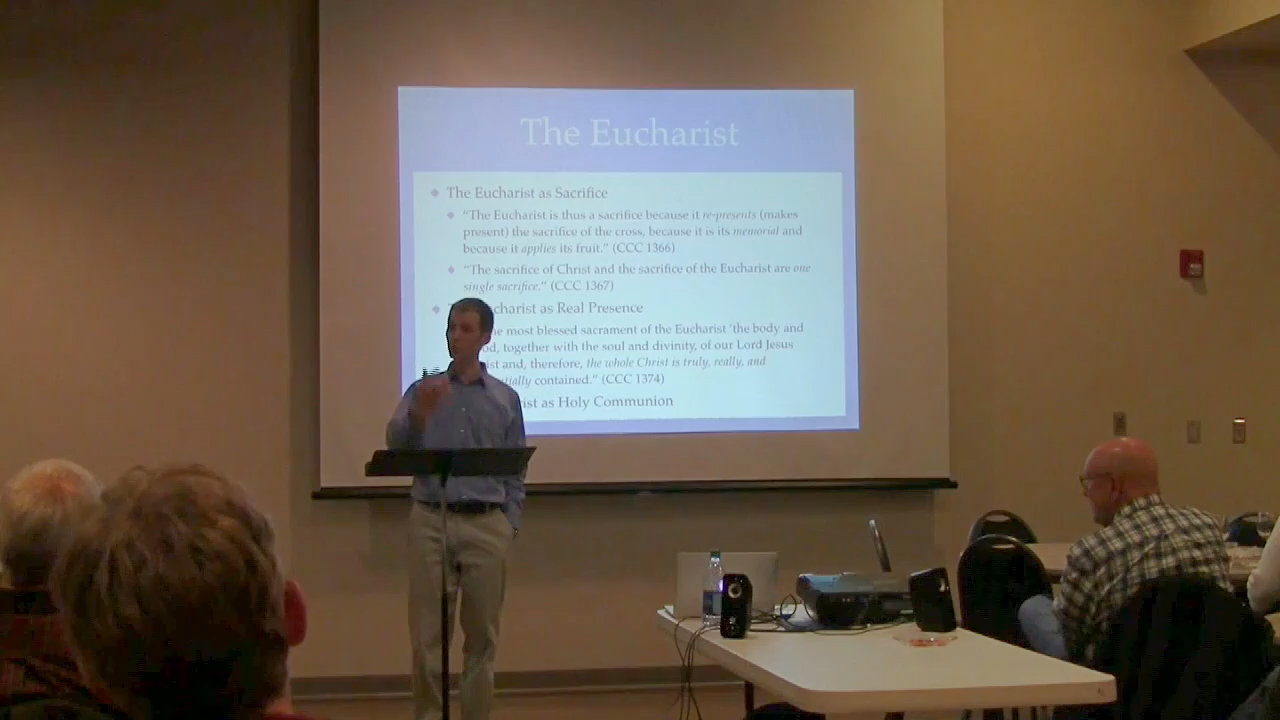 The Eucharist
The Eucharist as Sacrifice
"The Eucharist is thus a sacrifice because it re-presents (makes
present) the sacrifice of the cross, because it is its memorial and
because it applies its fruit." (CCC 1366)
"The sacrifice of Christ and the sacrifice of the Eucharist are one
single sacrifice." (CCC 1367)
charist as Real Presence
most blessed sacrament of the Eucharist 'the body and
together with the soul and divinity, of our Lord Jesus
and, therefore, the whole Christ is truly, really, and
contained." (CCC 1374)
as Holy Communion